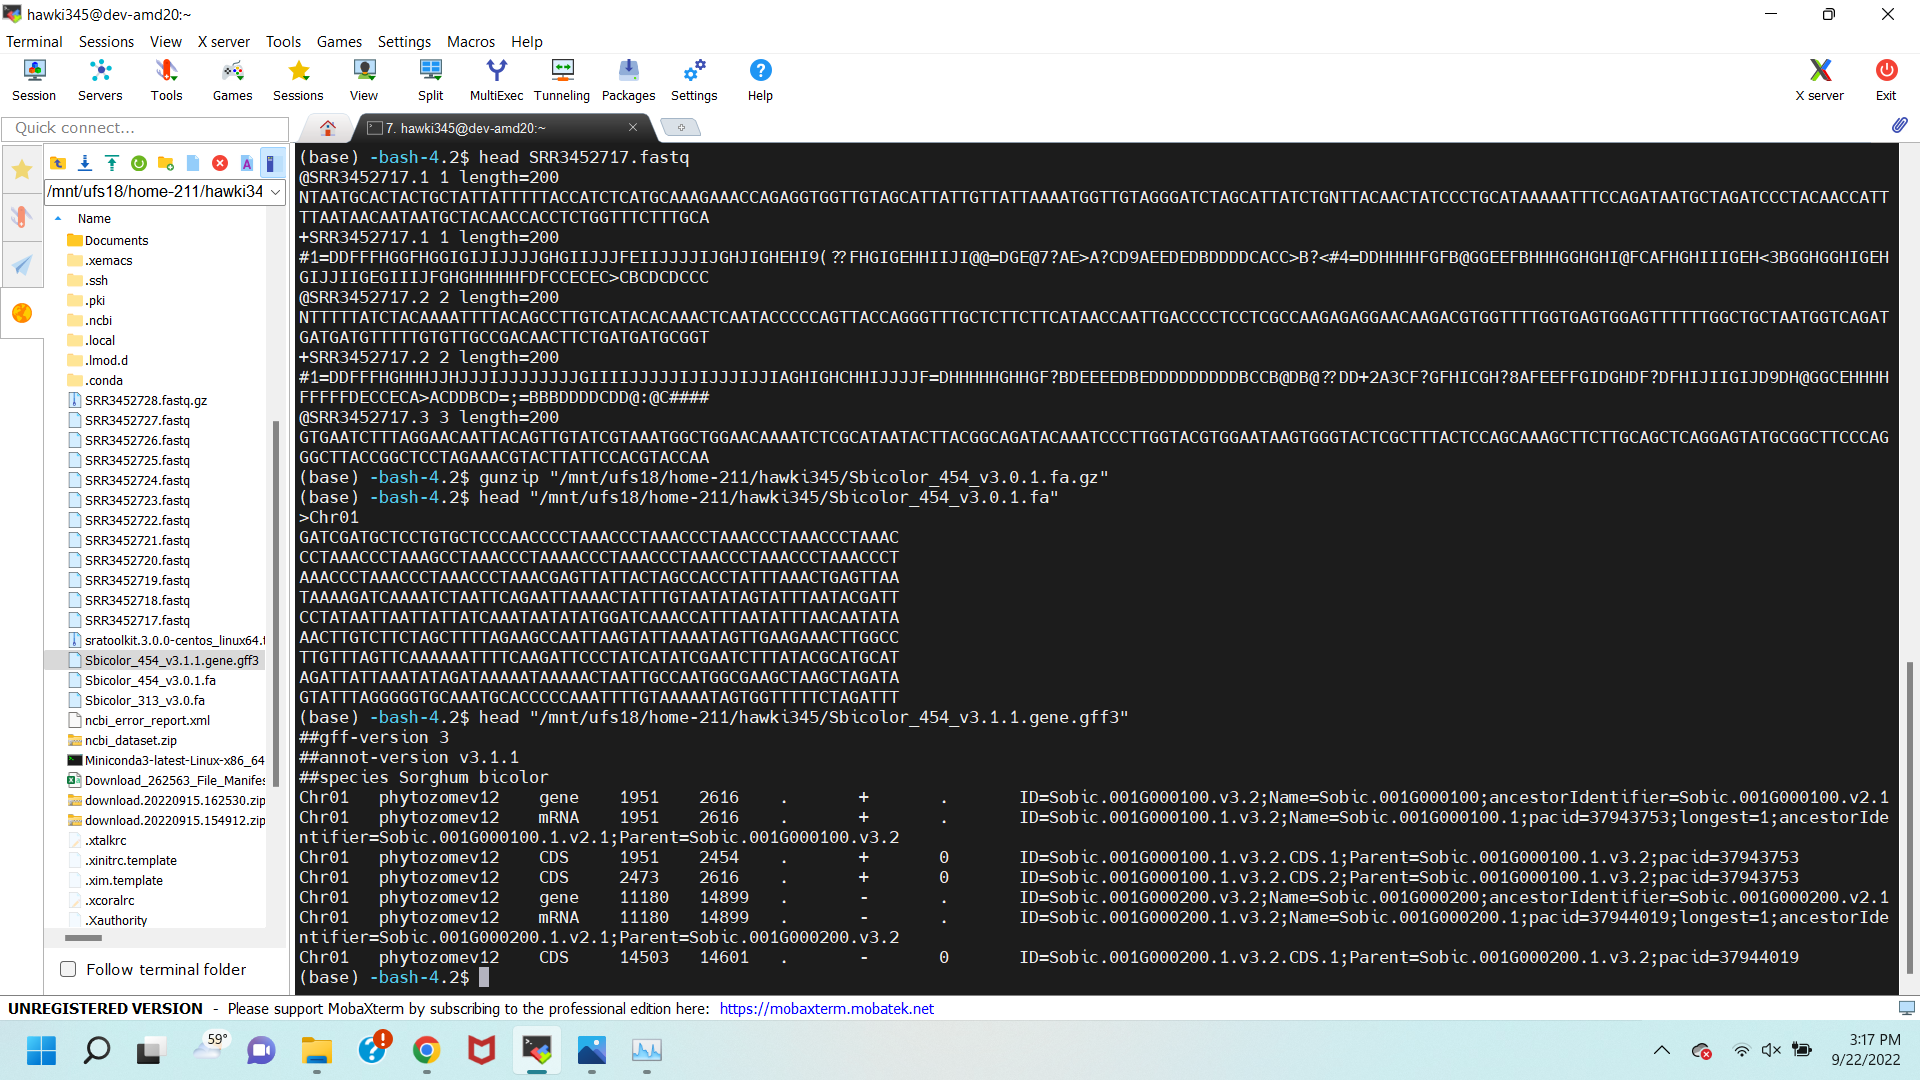 hawki345@dev-amd20:~
Terminal Sessions View X server Tools Games Settings Macros Help
Session Servers Tools Games Sessions View Split MultiExec Tunneling Packages Settings Help X server Exit
Quick connect...
7. hawki345@dev-amd20:~
/mnt/ufs18/home-211/hawki34
Name
Documents
.xemacs
.ssh
.pki
.ncbi
.local
.lmod.d
.conda
SRR3452728.fastq.gz
SRR3452727.fastq
SRR3452726.fastq
SRR3452725.fastq
SRR3452724.fastq
SRR3452723.fastq
SRR3452722.fastq
SRR3452721.fastq
SRR3452720.fastq
SRR3452719.fastq
SRR3452718.fastq
SRR3452717.fastq
sratoolkit.3.0.0-centos_linux64.t
Sbicolor_454_v3.1.1.gene.gff3
Sbicolor_454_v3.0.1.fa
Sbicolor_313_v3.0.fa
ncbi_error_report.xml
ncbi_dataset.zip
Miniconda3-latest-Linux-x86_64
Download_262563_File_Manifes
download.20220915.162530.zip
download.20220915.154912.zip
.xtalkrc
.xinitrc.template
.xim.template
.xcoralrc
.Xauthority
Follow terminal folder
(base) -bash-4.2$ head SRR3452717.fastq
@SRR3452717.1 1 length=200
NTAATGCACTACTGCTATTATTTTTACCATCTCATGCAAAGAAACCAGAGGTGGTTGTAGCATTATTGTTATTAAAATGGTTGTAGGGATCTAGCATTATCTGNTTACAACTATCCCTGCATAAAAATTTCCAGATAATGCTAGATCCCTACAACCATT
TTAATAACAATAATGCTACAACCACCTCTGGTTTCTTTGCA
+SRR3452717.1 1 length=200
#1=DDFFFHGGFHGGIGIJIJJJJGHGIIJJJFEIIJJJJJIJGHJIGHEHI9(??FHGIGEHHIIJI@@=DGE@7?AE>A?CD9AEEDEDBDDDDCACC>B?<#4=DDHHHHFGFB@GGEEFBHHHGGHGHI@FCAFHGHIIIGEH<3BGGHGGHIGEH
GIJJIIGEGIIIJFGHGHHHHHFDFCCECEC>CBCDCDCCC
@SRR3452717.2 2 length=200
NTTTTTATCTACAAAATTTTACAGCCTTGTCATACACAAACTCAATACCCCCAGTTACCAGGGTTTGCTCTTCTTCATAACCAATTGACCCCTCCTCGCCAAGAGAGGAACAAGACGTGGTTTTGGTGAGTGGAGTTTTTTGGCTGCTAATGGTCAGAT
GATGATGTTTTTGTGTTGCCGACAACTTCTGATGATGCGGT
+SRR3452717.2 2 length=200
#1=DDFFFHGHHHJJHJJJIJJJJJJJJJGIIIIJJJJJIJIJJJIJJIAGHIGHCHHIJJJJF=DHHHHHGHHGF?BDEEEEDBEDDDDDDDDDBCCB@DB@??DD+2A3CF?GFHICGH?8AFEEFFGIDGHDF?DFHIJIIGIJD9DH@GGCEHHHH
FFFFFDECCECA>ACDDBCD=;=BBBDDDDCDD@:@C####
@SRR3452717.3 3 length=200
GTGAATCTTTAGGAACAATTACAGTTGTATCGTAAATGGCTGGAACAAAATCTCGCATAATACTTACGGCAGATACAAATCCCTTGGTACGTGGAATAAGTGGGTACTCGCTTTACTCCAGCAAAGCTTCTTGCAGCTCAGGAGTATGCGGCTTCCCAG
GGCTTACCGGCTCCTAGAAACGTACTTATTCCACGTACCAA
(base) -bash-4.2$ gunzip "/mnt/ufs18/home-211/hawki345/Sbicolor_454_v3.0.1.fa.gz"
(base) -bash-4.2$ head "/mnt/ufs18/home-211/hawki345/Sbicolor_454_v3.0.1.fa"
>Chr01
GATCGATGCTCCTGTGCTCCCAACCCCTAAACCCTAAACCCTAAACCCTAAACCCTAAAC
CCTAAACCCTAAAGCCTAAACCCTAAAACCCTAAACCCTAAACCCTAAACCCTAAACCCT
AAACCCTAAACCCTAAACCCTAAACGAGTTATTACTAGCCACCTATTTAAACTGAGTTAA
TAAAAGATCAAAATCTAATTCAGAATTAAAACTATTTGTAATATAGTATTTAATACGATT
CCTATAATTAATTATTATCAAATAATATATGGATCAAACCATTTAATATTTAACAATATA
AACTTGTCTTCTAGCTTTTAGAAGCCAATTAAGTATTAAAATAGTTGAAGAAACTTGGCC
TTGTTTAGTTCAAAAAATTTTCAAGATTCCCTATCATATCGAATCTTTATACGCATGCAT
AGATTATTAAATATAGATAAAAATAAAAACTAATTGCCAATGGCGAAGCTAAGCTAGATA
GTATTTAGGGGGTGCAAATGCACCCCCAAATTTTGTAAAAATAGTGGTTTTTCTAGATTT
(base) -bash-4.2$ head "/mnt/ufs18/home-211/hawki345/Sbicolor_454_v3.1.1.gene.gff3"
##gff-version 3
##annot-version v3.1.1
##species Sorghum bicolor
Chr01 phytozomev12 gene 1951 2616 . + . ID=Sobic.001G000100.v3.2;Name=Sobic.001G000100;ancestorIdentifier=Sobic.001G000100.v2.1
Chr01 phytozomev12 mRNA 1951 2616 . + . ID=Sobic.001G000100.1.v3.2;Name=Sobic.001G000100.1;pacid=37943753;longest=1;ancestorIde
ntifier=Sobic.001G000100.1.v2.1;Parent=Sobic.001G000100.v3.2
Chr01 phytozomev12 CDS 1951 2454 . + 0 ID=Sobic.001G000100.1.v3.2.CDS.1;Parent=Sobic.001G000100.1.v3.2;pacid=37943753
Chr01 phytozomev12 CDS 2473 2616 . + 0 ID=Sobic.001G000100.1.v3.2.CDS.2;Parent=Sobic.001G000100.1.v3.2;pacid=37943753
Chr01 phytozomev12 gene 11180 14899 . - . ID=Sobic.001G000200.v3.2;Name=Sobic.001G000200;ancestorIdentifier=Sobic.001G000200.v2.1
Chr01 phytozomev12 mRNA 11180 14899 . - . ID=Sobic.001G000200.1.v3.2;Name=Sobic.001G000200.1;pacid=37944019;longest=1;ancestorIde
ntifier=Sobic.001G000200.1.v2.1;Parent=Sobic.001G000200.v3.2
Chr01 phytozomev12 CDS 14503 14601 . - 0 ID=Sobic.001G000200.1.v3.2.CDS.1;Parent=Sobic.001G000200.1.v3.2;pacid=37944019
(base) -bash-4.2$
UNREGISTERED VERSION - Please support MobaXterm by subscribing to the professional edition here: https://mobaxterm.mobatek.net
59°
3:17 PM
9/22/2022